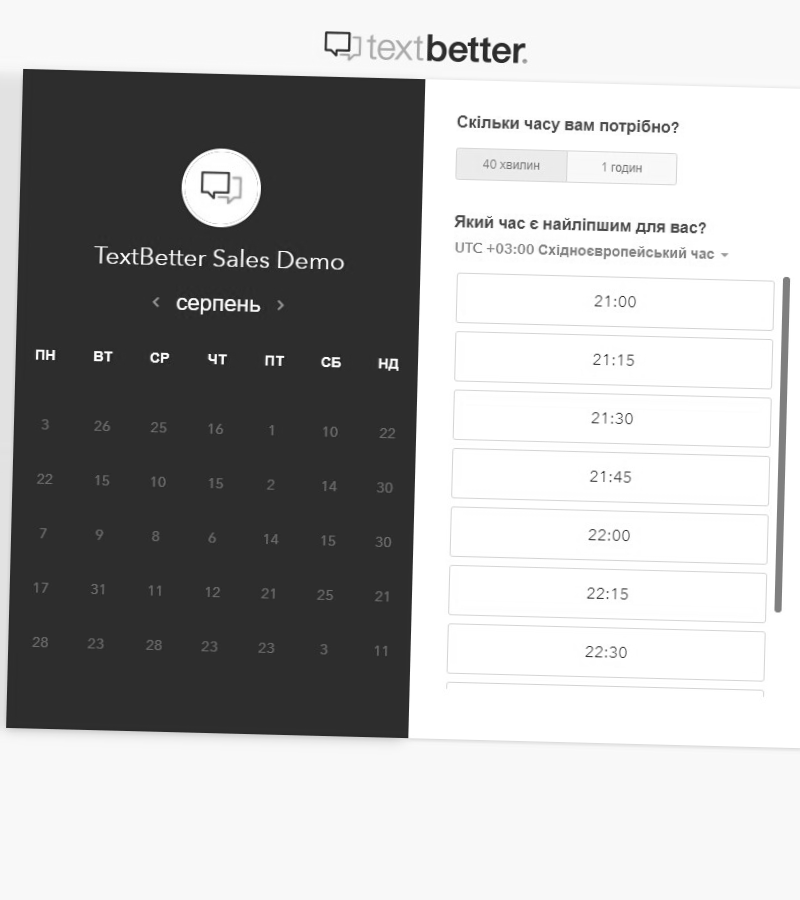 textbetter.
TextBetter Sales Demo
‹ серпень ›
ПН ВТ СР ЧТ ПТ СБ НД
3 26 25 16 1 10 22
22 15 10 15 2 14 30
7 9 8 6 14 15 30
17 31 11 12 21 25 21
28 23 28 23 23 3 11
Скільки часу вам потрібно?
40 хвилин 1 годин
Який час є найліпшим для вас?
UTC +03:00 Східноєвропейський час
21:00
21:15
21:30
21:45
22:00
22:15
22:30